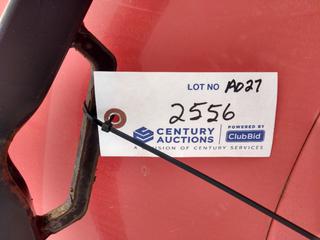 LOT NO A027
2556
CENTURY AUCTIONS
POWERED BY
ClubBid
A DIVISION OF CENTURY SERVICES